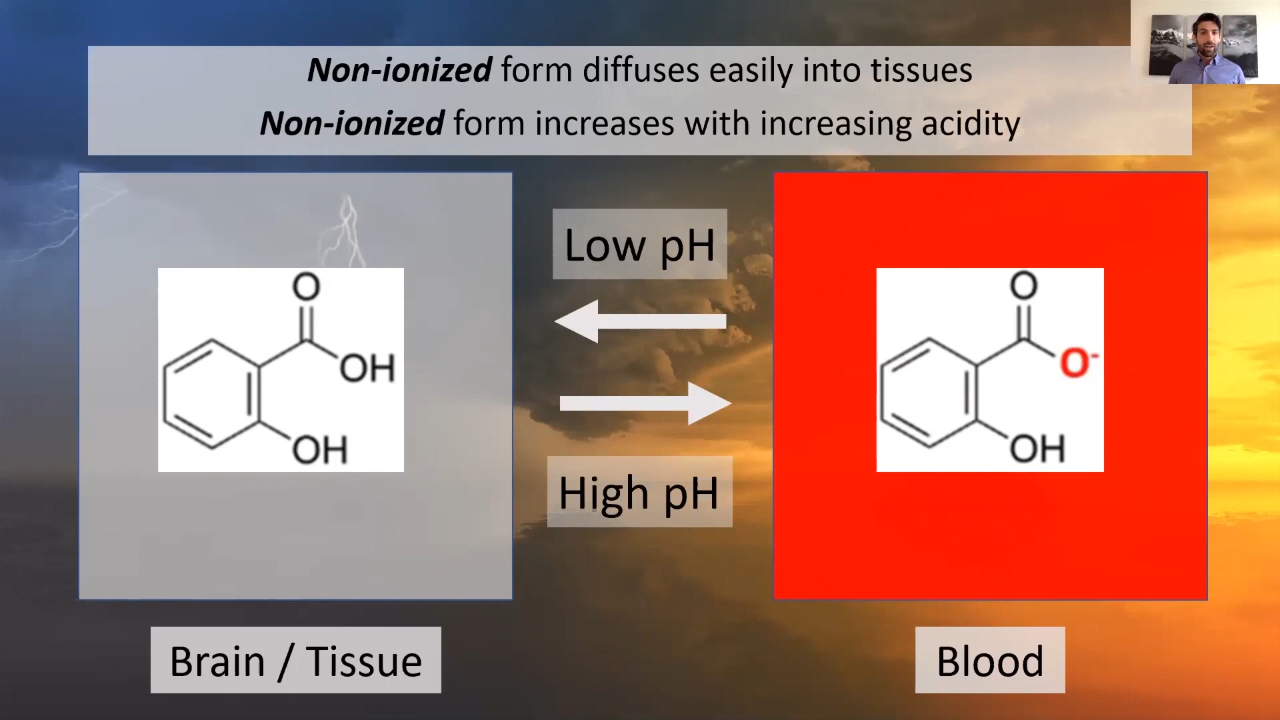 Non-ionized form diffuses easily into tissues
Non-ionized form increases with increasing acidity
Low pH
High pH
O
OH
OH
O
O-
OH
Brain / Tissue
Blood